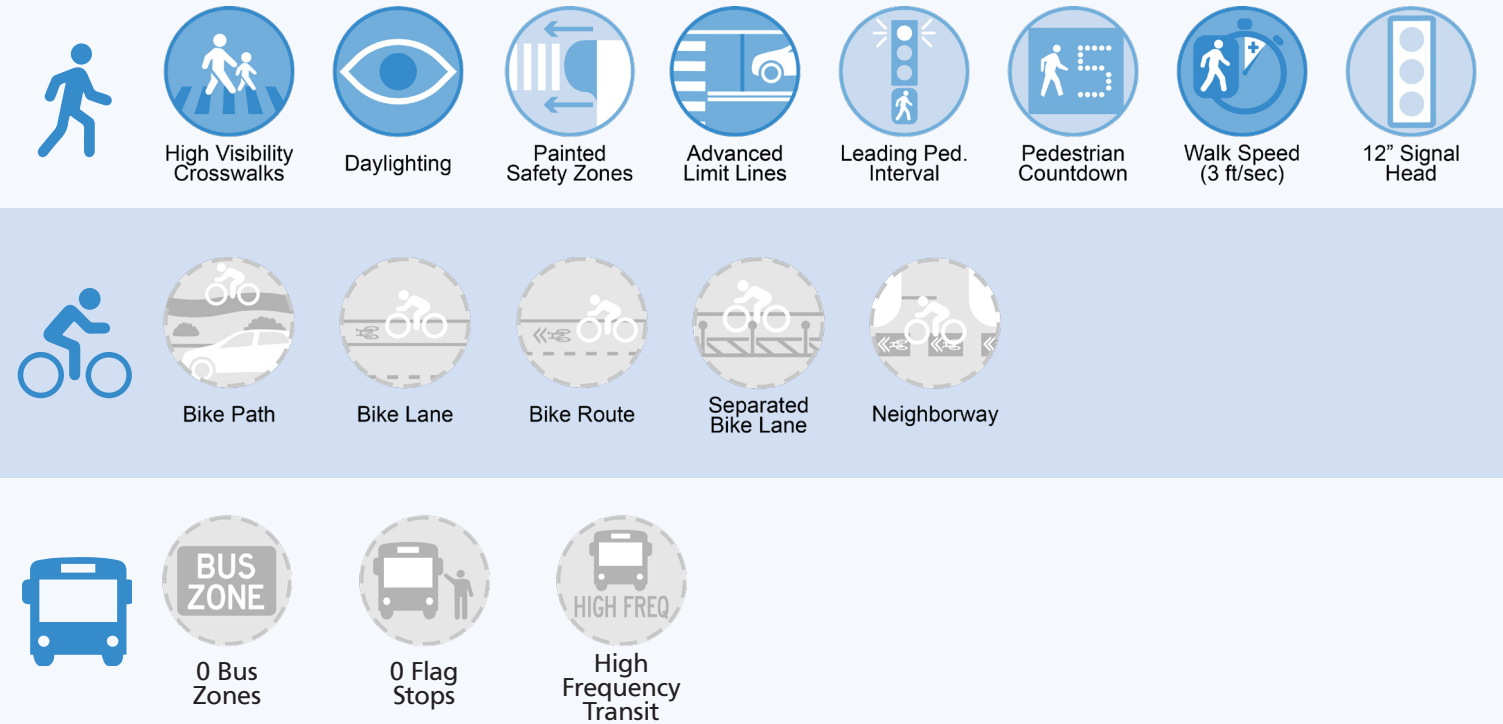 5
High Visibility
Crosswalks
Daylighting
Painted
Safety Zones
Advanced
Limit Lines
Leading Ped.
Interval
Pedestrian
Countdown
Walk Speed
(3 ft/sec)
12” Signal
Head
Bike Path
Bike Lane
Bike Route
Separated
Bike Lane
Neighborway
BUS
ZONE
0 Bus
Zones
0 Flag
Stops
HIGH FREQ
High
Frequency
Transit